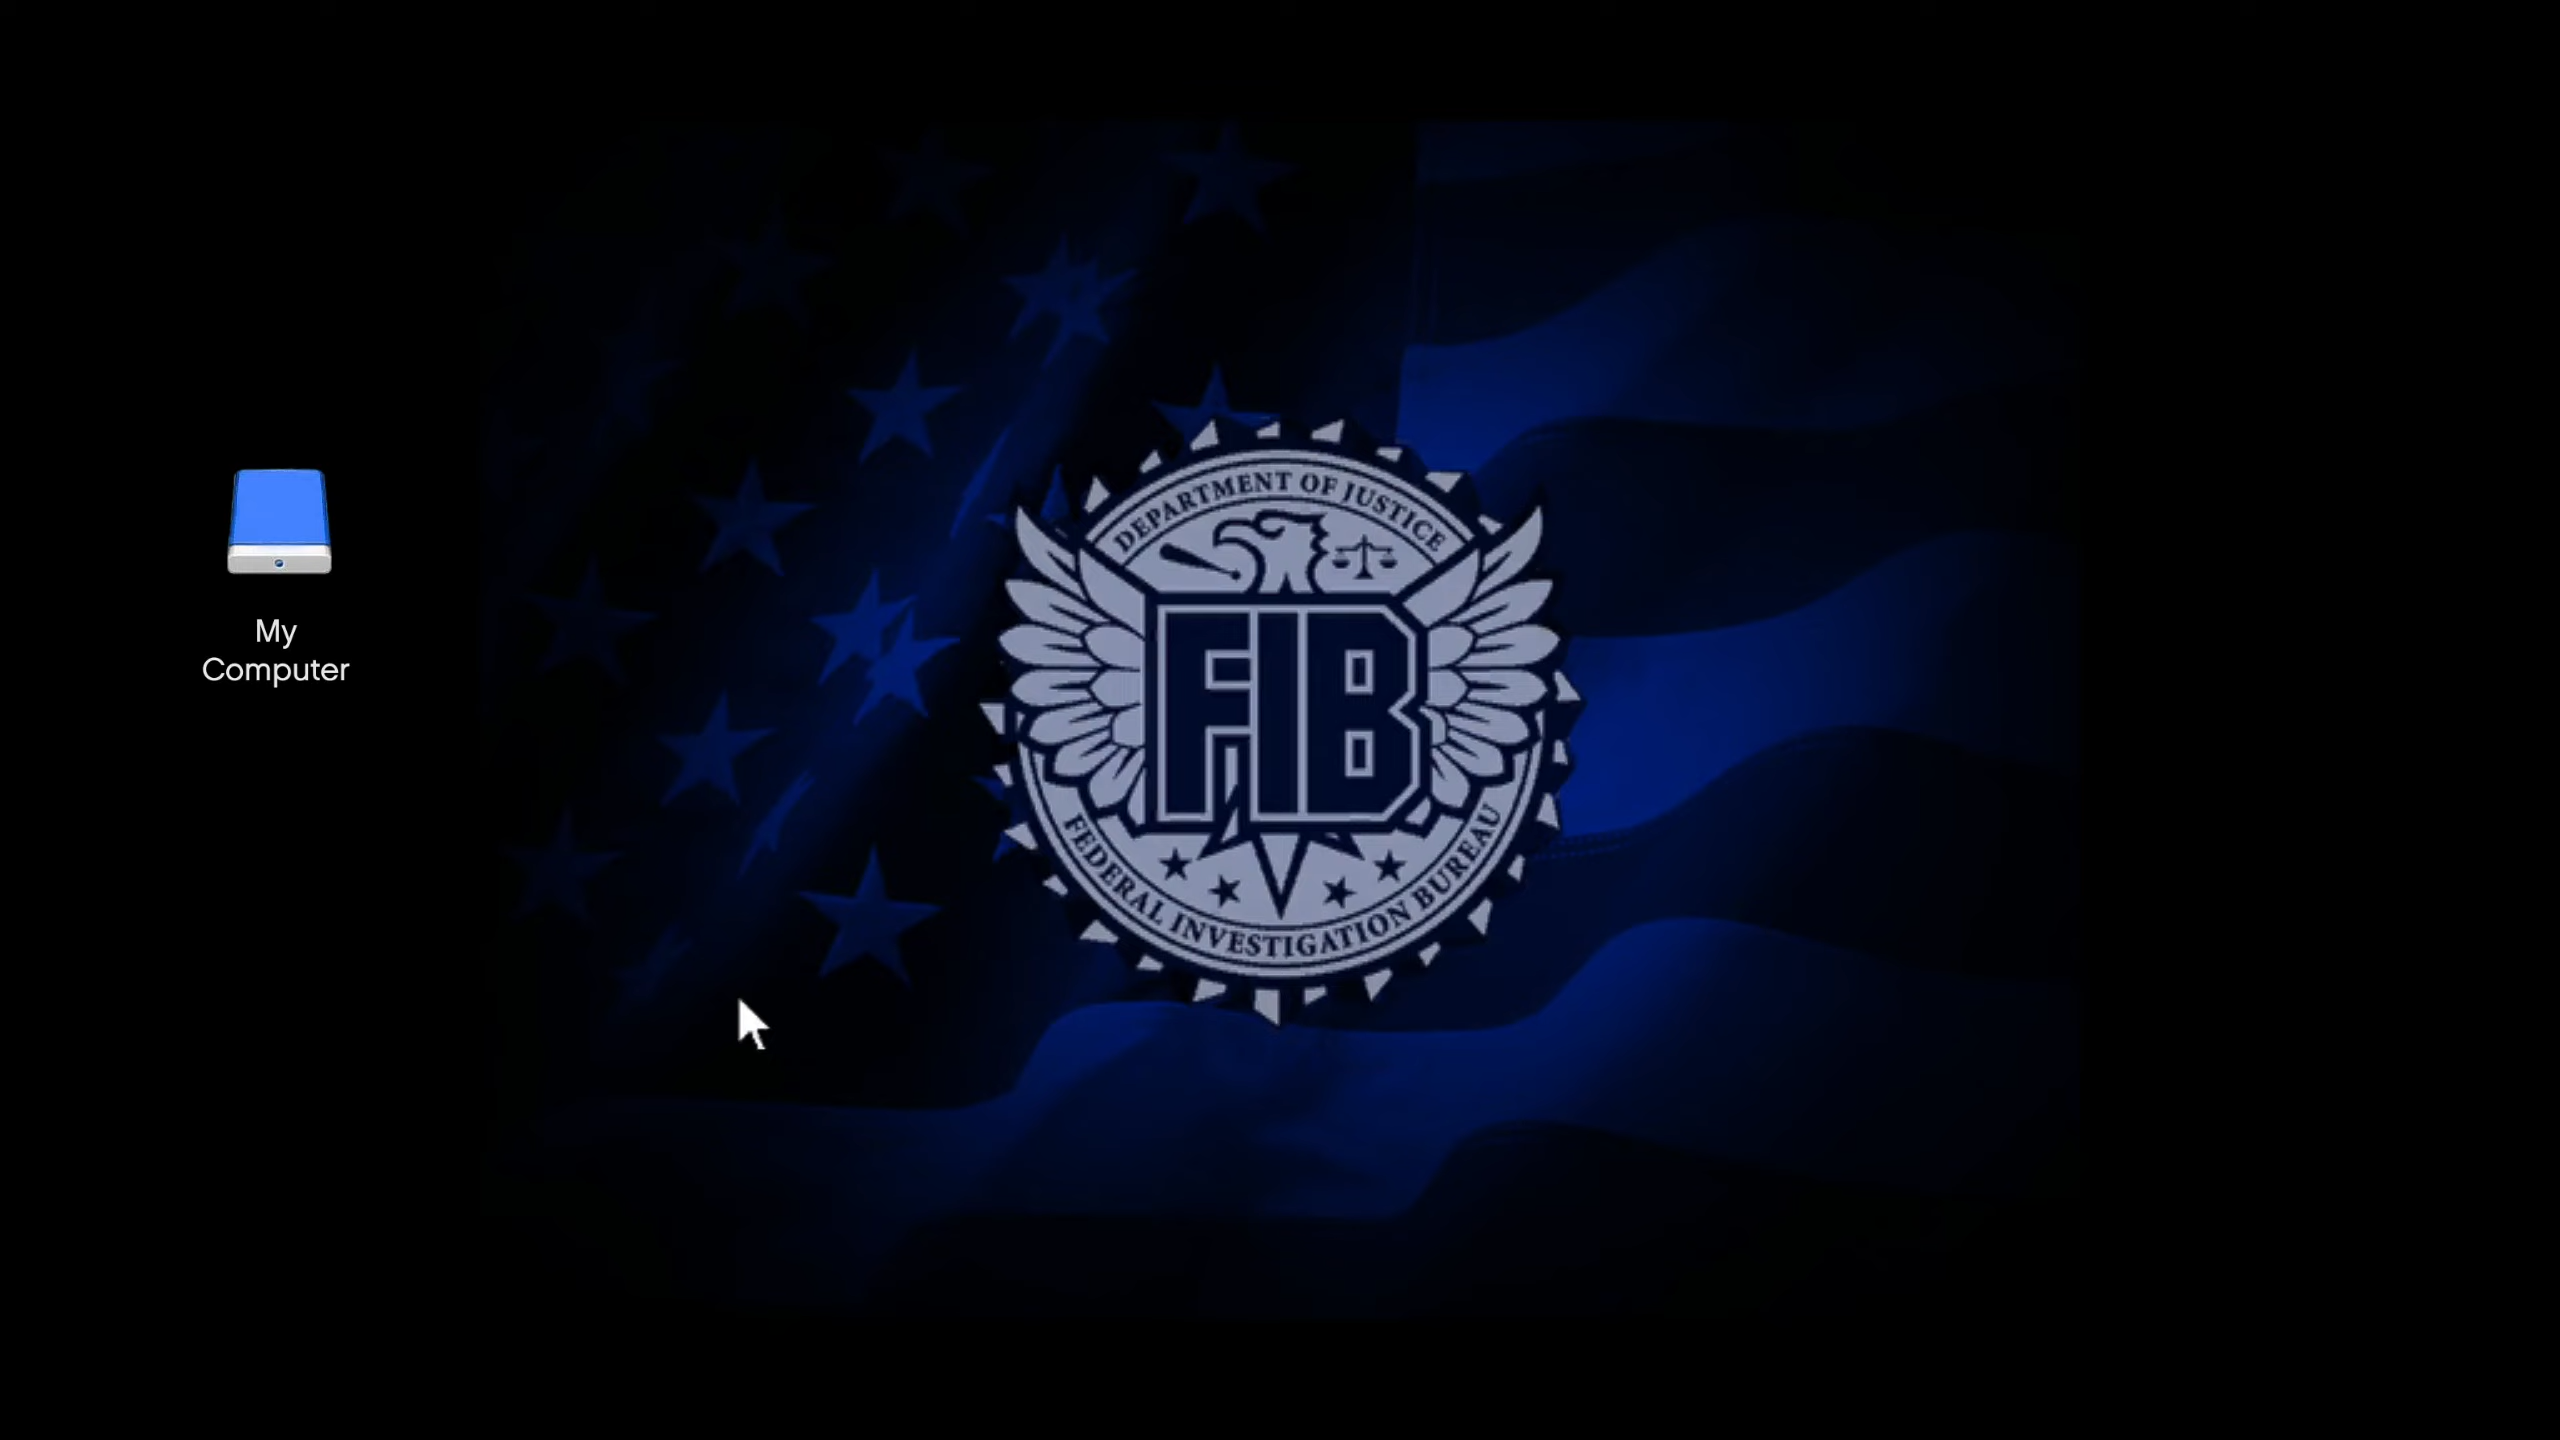 My
Computer
DEPARTMENT OF JUSTICE
FIB
FEDERAL INVESTIGATION BUREAU